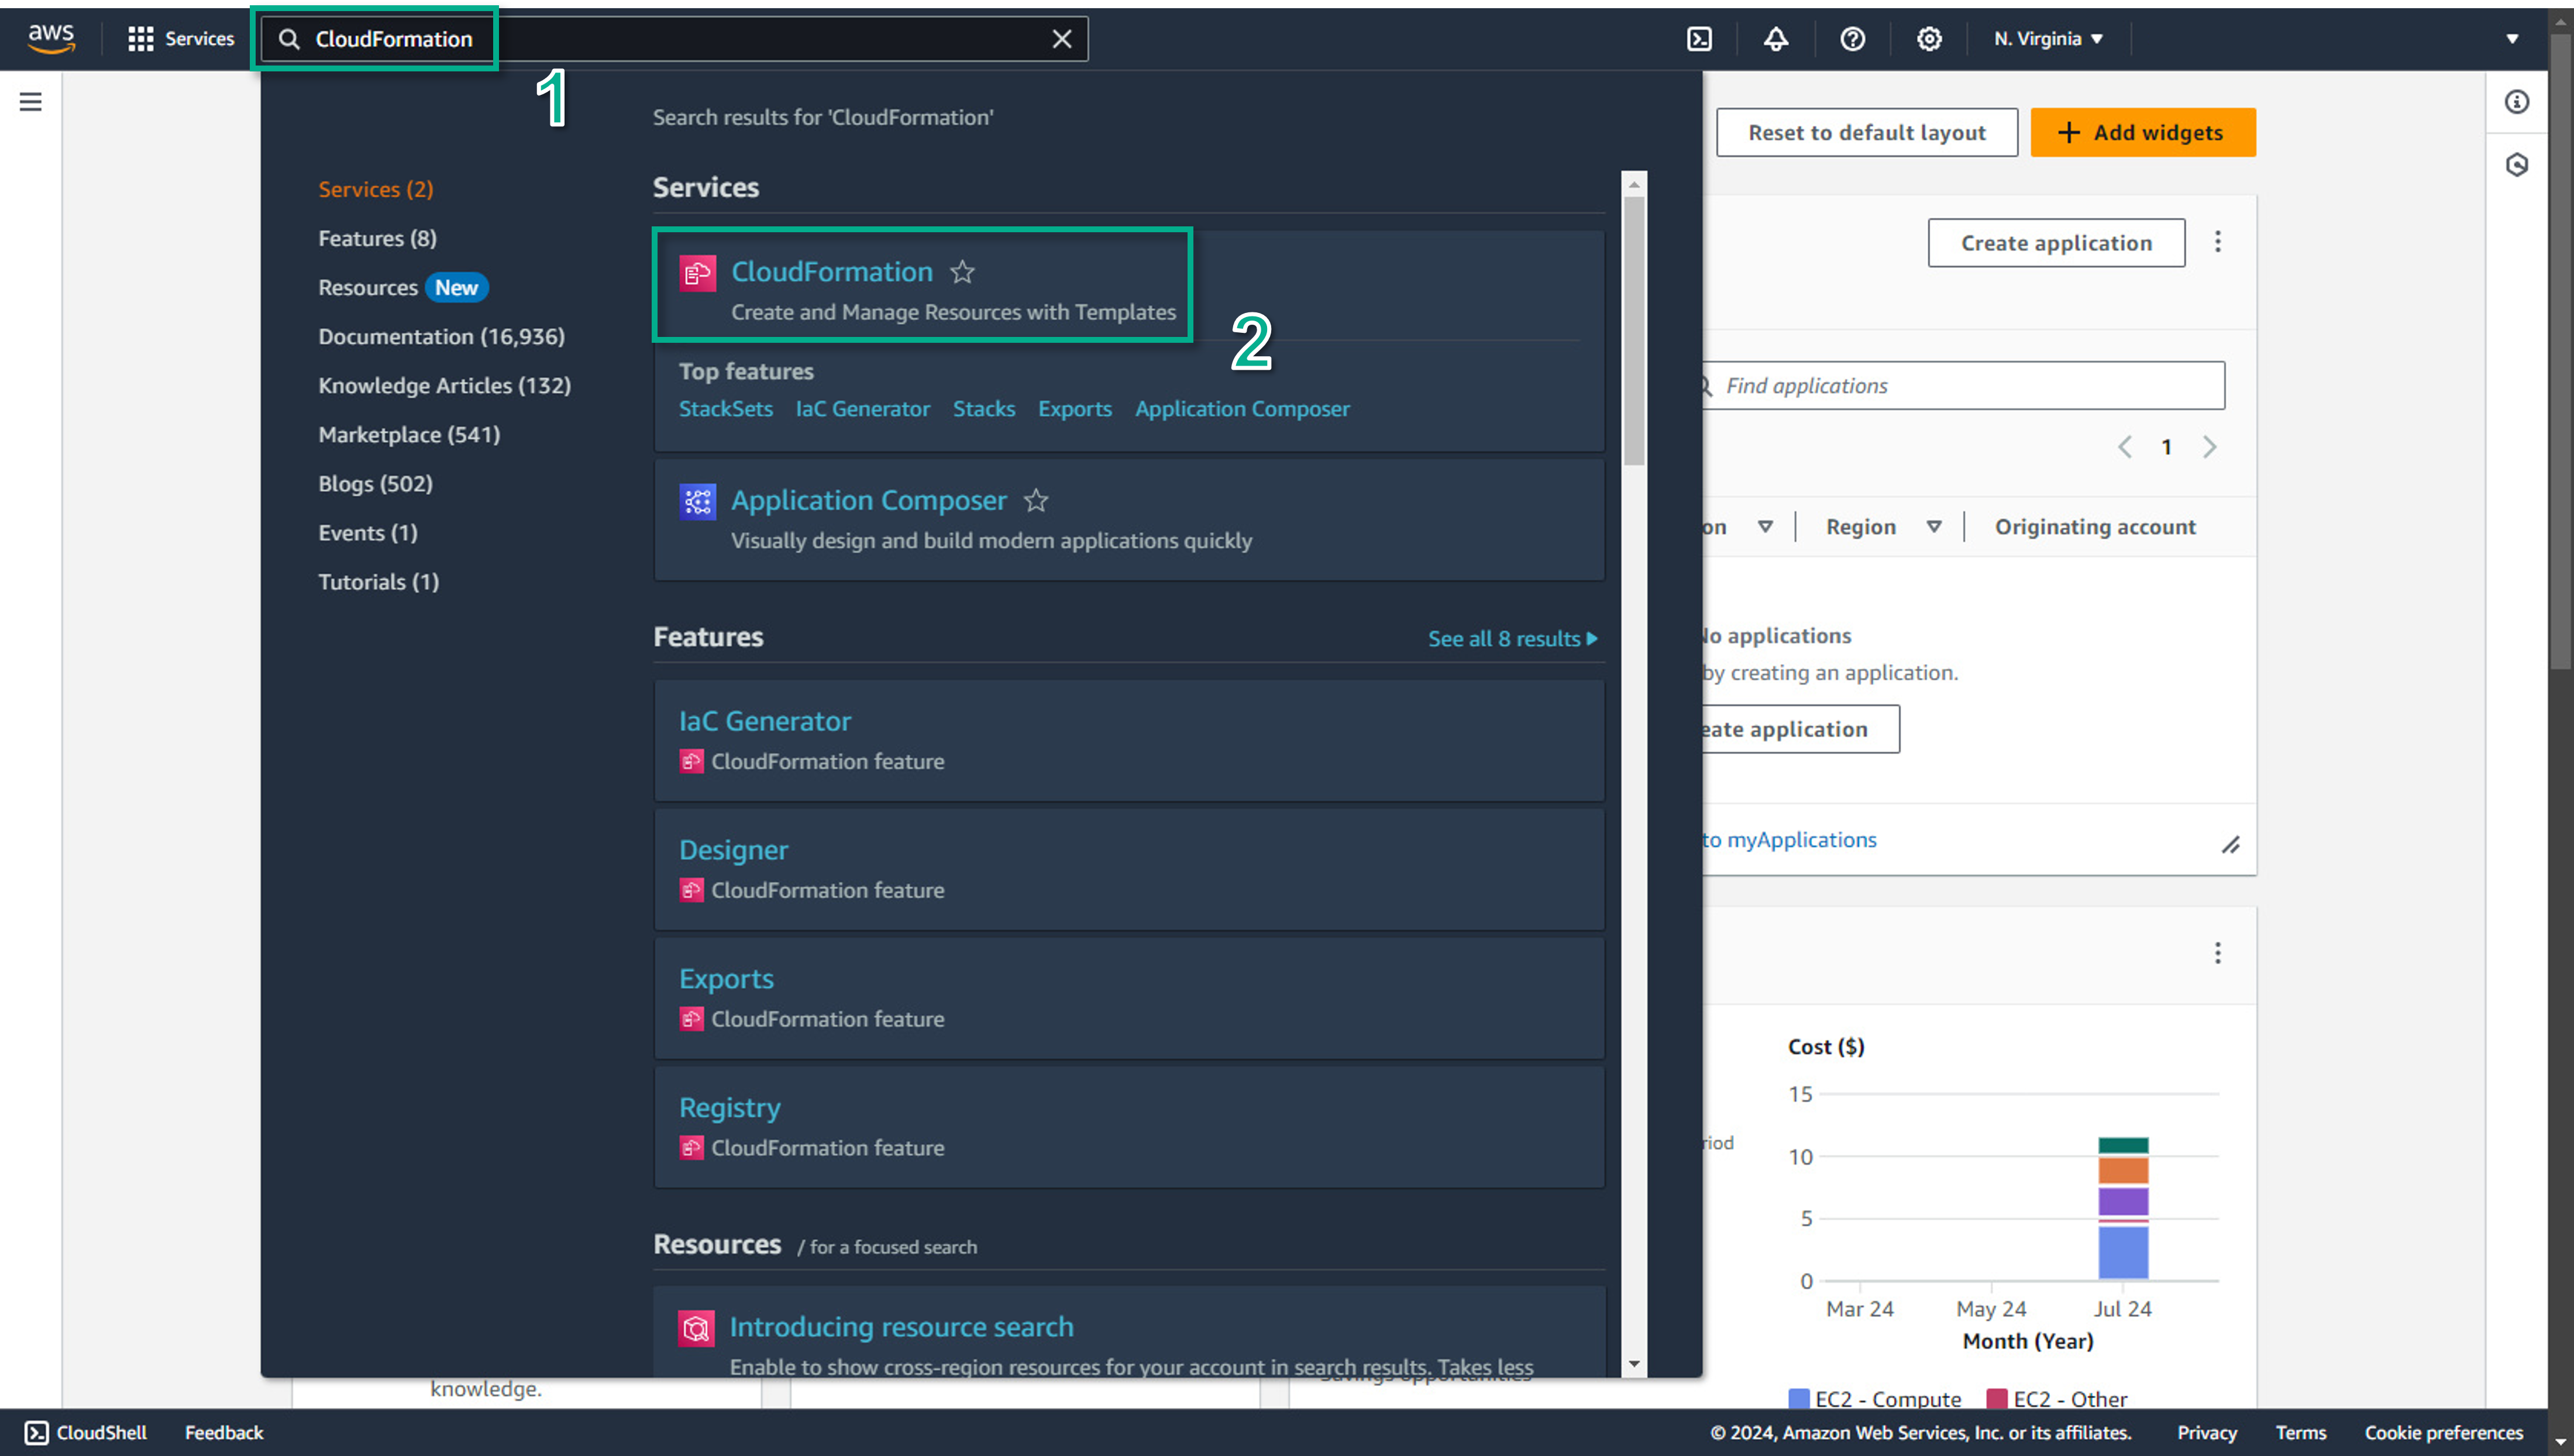 aws
Services
CloudFormation
N. Virginia
1
Search results for 'CloudFormation'
Reset to default layout
Add widgets
Services (2)
Features (8)
Resources New
Documentation (16,936)
Knowledge Articles (132)
Marketplace (541)
Blogs (502)
Events (1)
Tutorials (1)
Services
CloudFormation
Create and Manage Resources with Templates
2
Top features
StackSets IaC Generator Stacks Exports Application Composer
Application Composer
Visually design and build modern applications quickly
Features
See all 8 results
IaC Generator
CloudFormation feature
Designer
CloudFormation feature
Exports
CloudFormation feature
Registry
CloudFormation feature
Resources / for a focused search
Introducing resource search
Enable to show cross-region resources for your account in search results. Takes less
Create application
Find applications
1
on Region Originating account
No applications
by creating an application.
eate application
to myApplications
Cost ($)
15
riod
10
5
0
Mar 24 May 24 Jul 24
Month (Year)
knowledge.
Savings opportunities
EC2 - Compute EC2 - Other
CloudShell Feedback
© 2024, Amazon Web Services, Inc. or its affiliates. Privacy Terms Cookie preferences